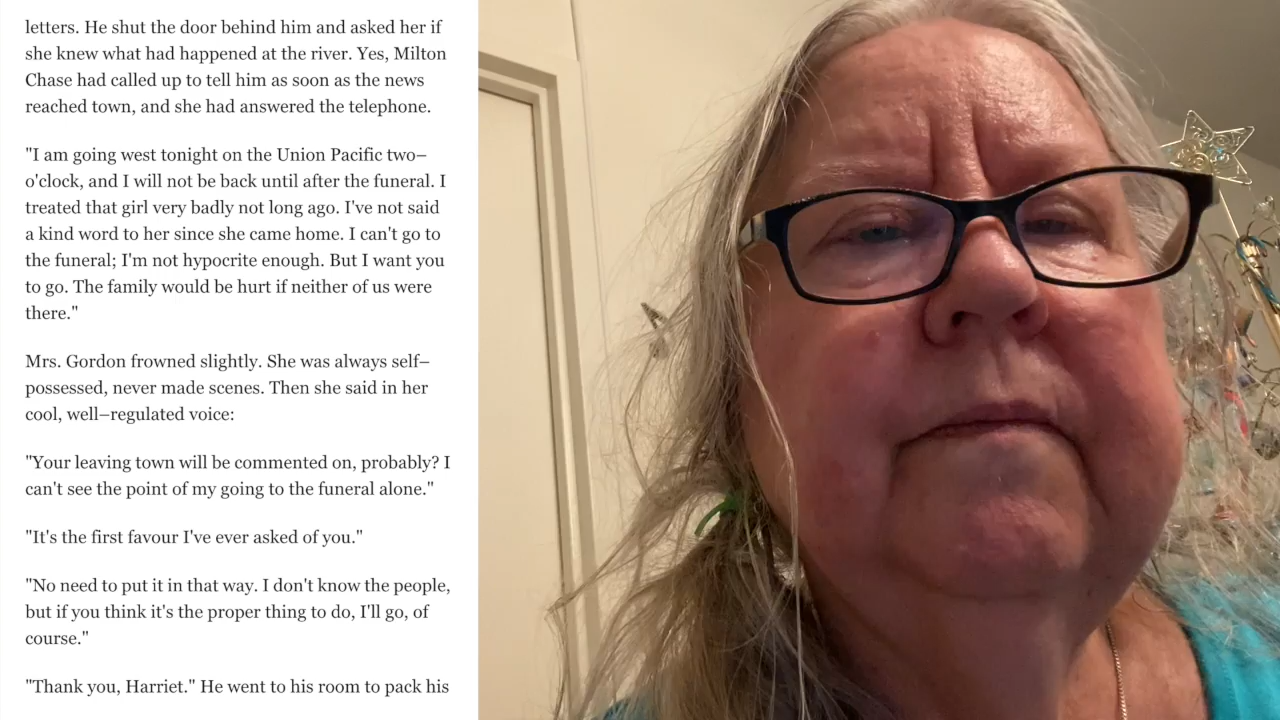 letters. He shut the door behind him and asked her if
she knew what had happened at the river. Yes, Milton
Chase had called up to tell him as soon as the news
reached town, and she had answered the telephone.
"I am going west tonight on the Union Pacific two–
o'clock, and I will not be back until after the funeral. I
treated that girl very badly not long ago. I've not said
a kind word to her since she came home. I can't go to
the funeral; I'm not hypocrite enough. But I want you
to go. The family would be hurt if neither of us were
there."
Mrs. Gordon frowned slightly. She was always self–
possessed, never made scenes. Then she said in her
cool, well–regulated voice:
"Your leaving town will be commented on, probably? I
can't see the point of my going to the funeral alone."
"It's the first favour I've ever asked of you."
"No need to put it in that way. I don't know the people,
but if you think it's the proper thing to do, I'll go, of
course."
"Thank you, Harriet." He went to his room to pack his